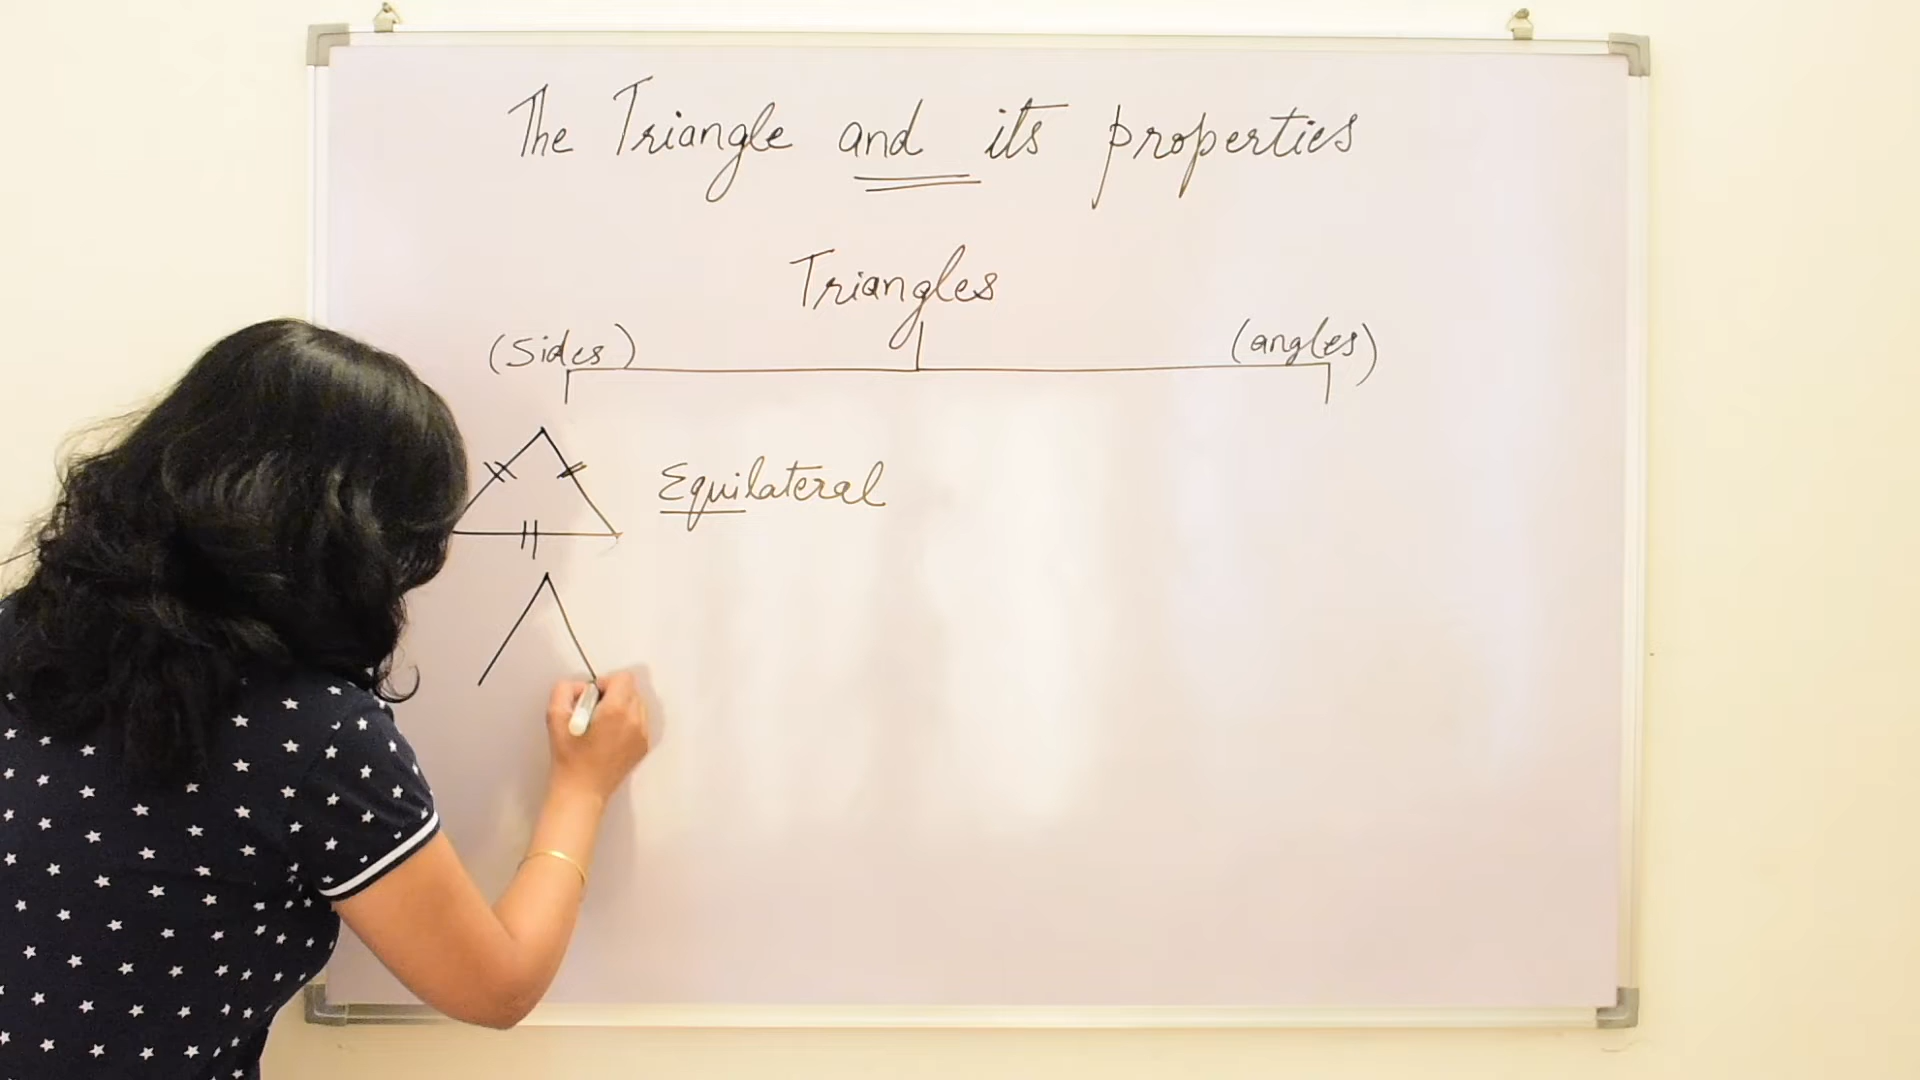 The Triangle and its properties
Triangles
(Sides) (angles)
Equilateral